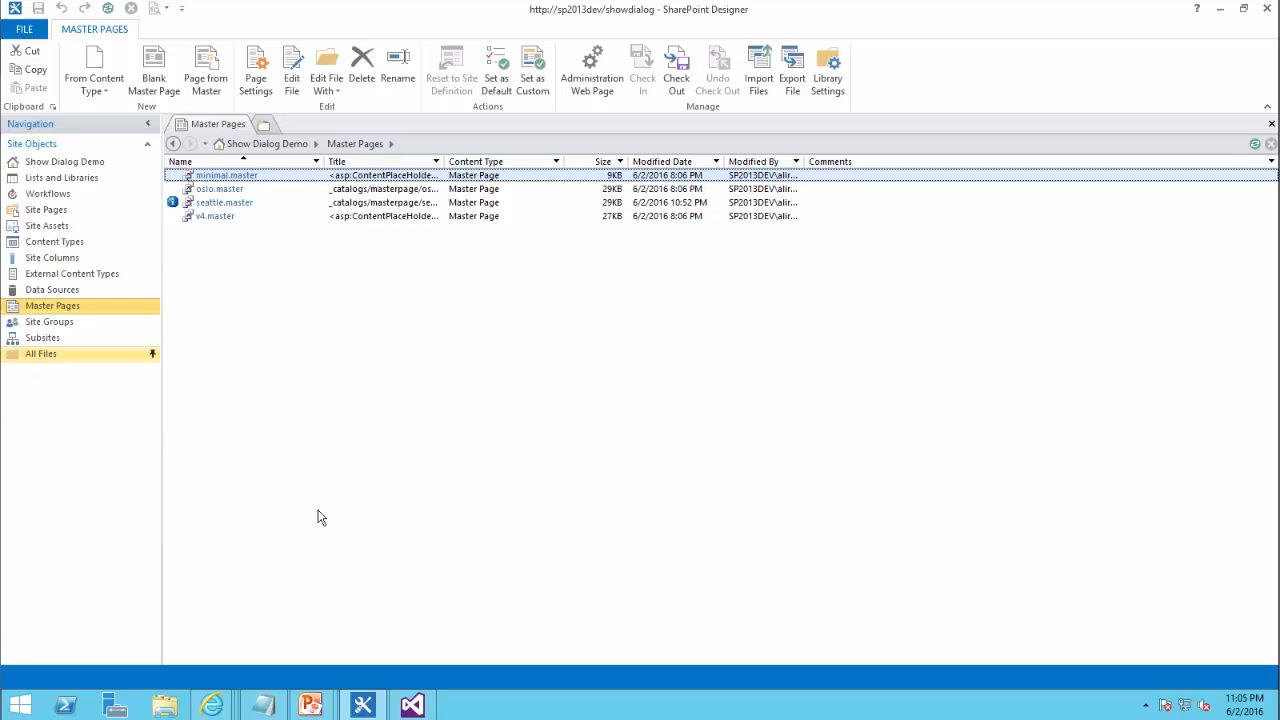 http://sp2013dev/showdialog - SharePoint Designer
?
FILE
MASTER PAGES
Cut
Copy
Paste
Clipboard
From Content Type
Blank Master Page
Page from Master
New
Page Settings
Edit File
Edit File With
Delete
Rename
Edit
Reset to Site Definition
Set as Default
Set as Custom
Actions
Administration Web Page
Check In
Check Out
Undo Check Out
Import Files
Export File
Library Settings
Manage
Navigation
Master Pages
Site Objects
Show Dialog Demo
Master Pages
Name Title Content Type Size Modified Date Modified By Comments
minimal.master <asp:ContentPlaceHolde... Master Page 9KB 6/2/2016 8:06 PM SP2013DEV\alir...
oslo.master _catalogs/masterpage/os... Master Page 29KB 6/2/2016 8:06 PM SP2013DEV\alir...
seattle.master _catalogs/masterpage/se... Master Page 29KB 6/2/2016 10:52 PM SP2013DEV\alir...
v4.master <asp:ContentPlaceHolde... Master Page 27KB 6/2/2016 8:06 PM SP2013DEV\alir...
Show Dialog Demo
Lists and Libraries
Workflows
Site Pages
Site Assets
Content Types
Site Columns
External Content Types
Data Sources
Master Pages
Site Groups
Subsites
All Files
11:05 PM
6/2/2016